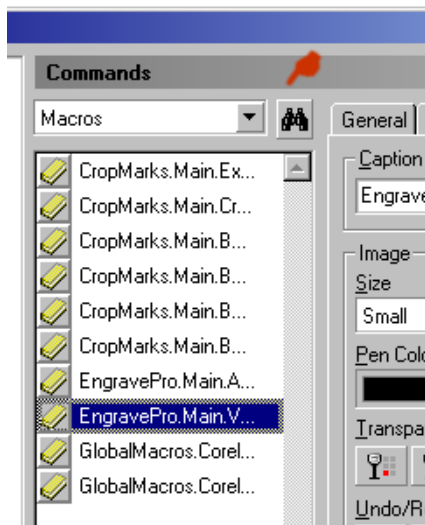 Commands
Macros
General
Caption
Engrave
Image
Size
Small
Pen Colo
Transpa
Undo/R
CropMarks.Main.Ex...
CropMarks.Main.Cr...
CropMarks.Main.B...
CropMarks.Main.B...
CropMarks.Main.B...
CropMarks.Main.B...
EngravePro.Main.A...
EngravePro.Main.V...
GlobalMacros.Corel...
GlobalMacros.Corel...